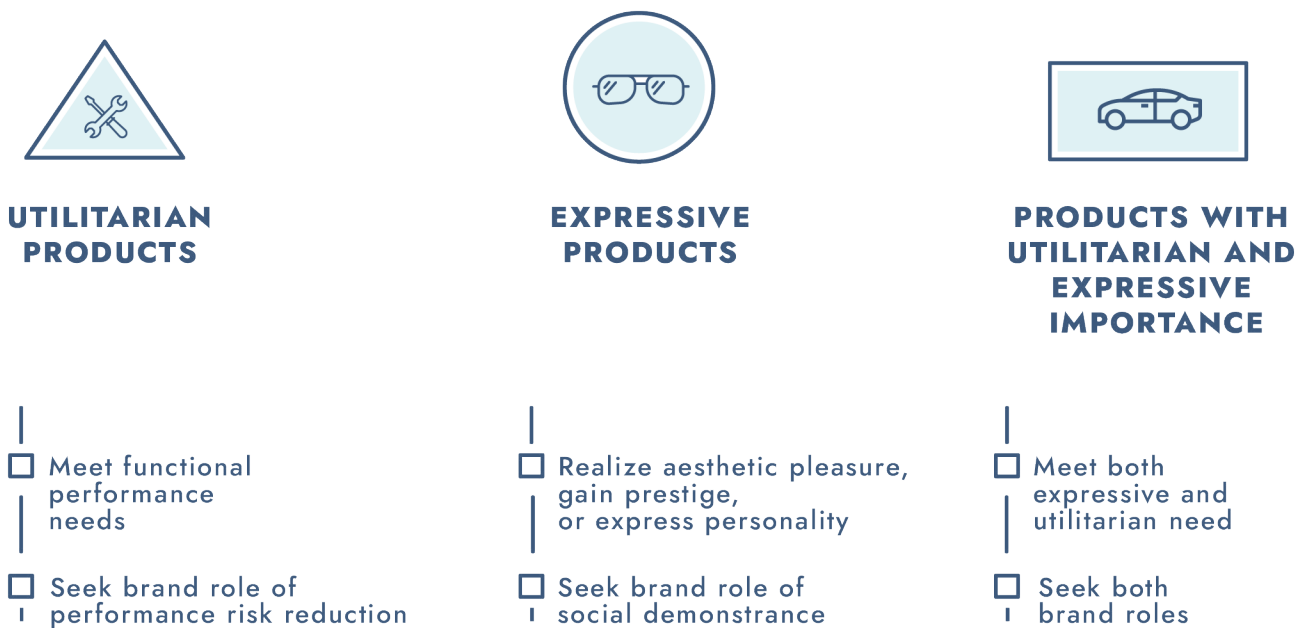 UTILITARIAN
PRODUCTS
EXPRESSIVE
PRODUCTS
PRODUCTS WITH
UTILITARIAN AND
EXPRESSIVE
IMPORTANCE
Meet functional
performance
needs
Seek brand role of
performance risk reduction
Realize aesthetic pleasure,
gain prestige,
or express personality
Seek brand role of
social demonstrance
Meet both
expressive and
utilitarian need
Seek both
brand roles